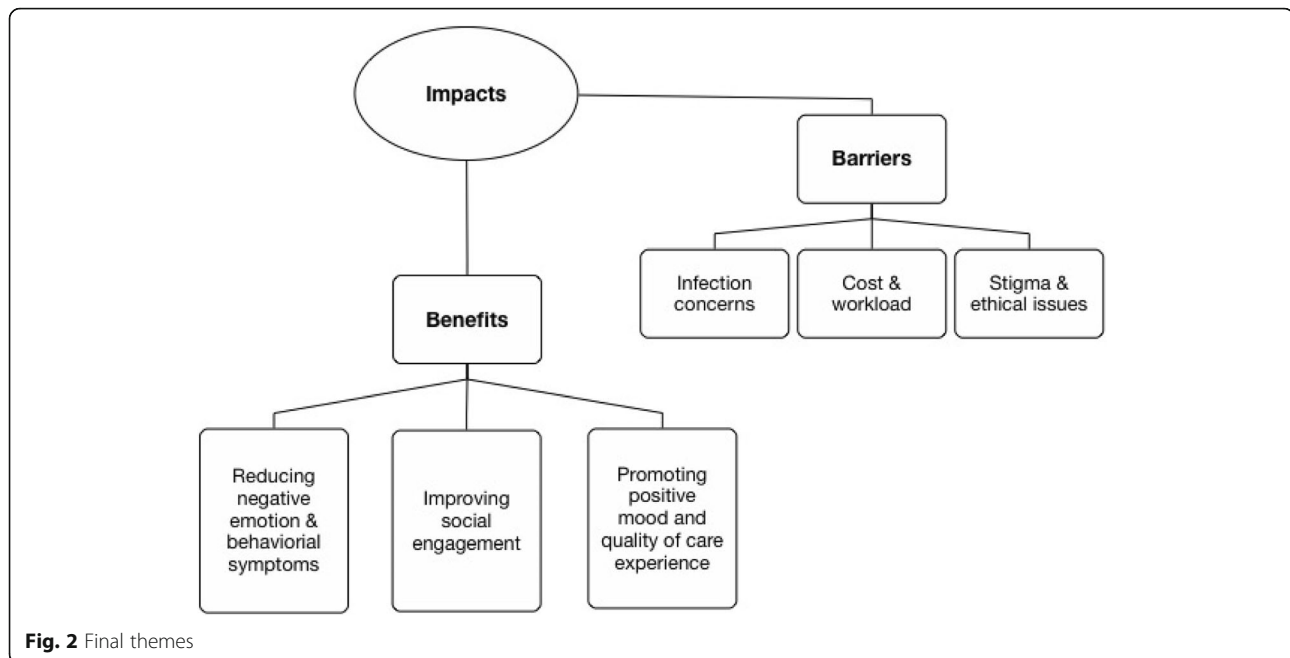 Impacts
Barriers
Infection
concerns
Cost &
workload
Stigma &
ethical issues
Benefits
Reducing
negative
emotion &
behaviorial
symptoms
Improving
social
engagement
Promoting
positive
mood and
quality of care
experience
Fig. 2 Final themes